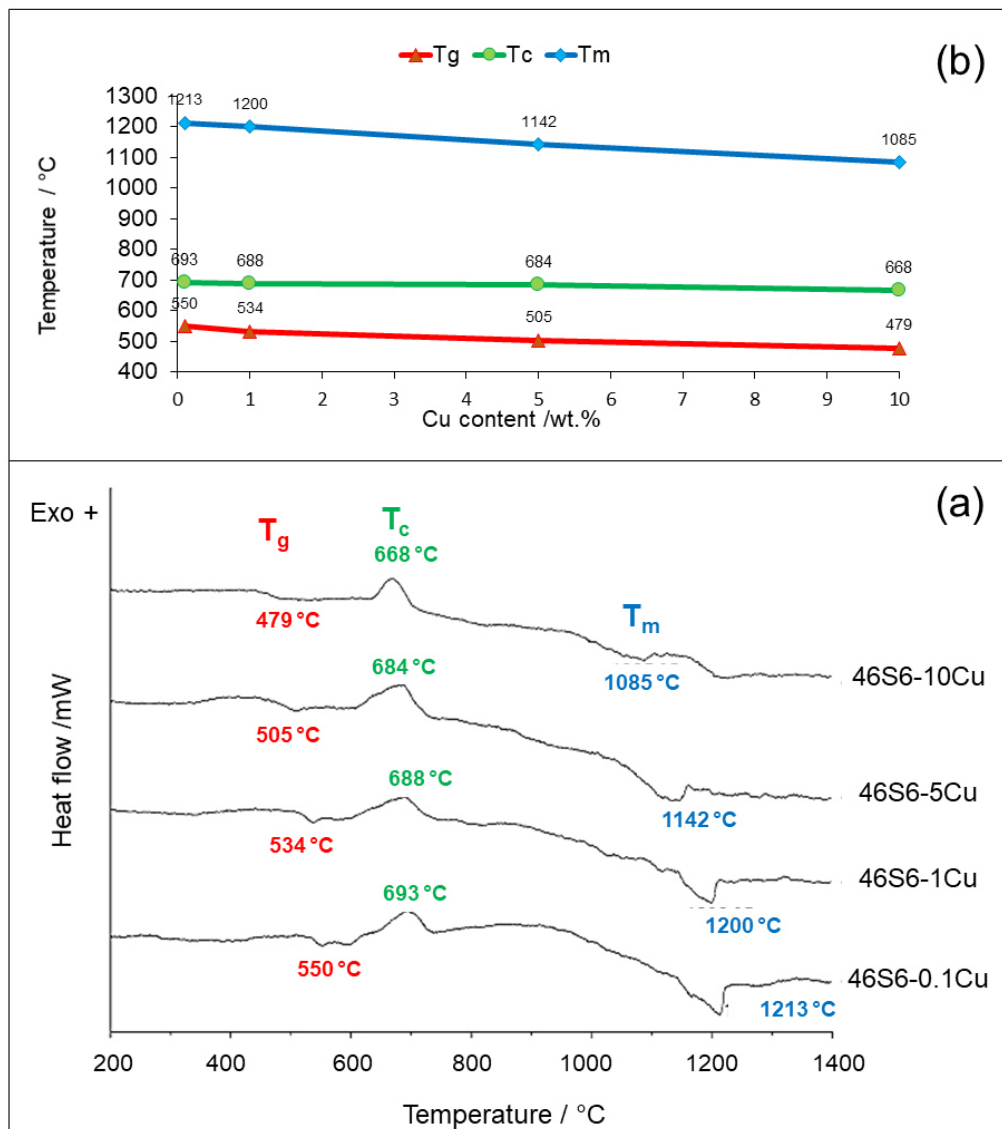 (b)
Tg Tc Tm
1300
1200
1100
1000
900
800
700
600
500
400
Temperature / °C
1213 1200 1142 1085
693 688 684 668
550 534 505 479
0 1 2 3 4 5 6 7 8 9 10
Cu content /wt.%
(a)
Exo +
Heat flow /mW
Tg Tc
668 °C
479 °C
Tm
1085 °C
46S6-10Cu
684 °C
505 °C
1142 °C
46S6-5Cu
688 °C
534 °C
1200 °C
46S6-1Cu
693 °C
550 °C
1213 °C
46S6-0.1Cu
200 400 600 800 1000 1200 1400
Temperature / °C